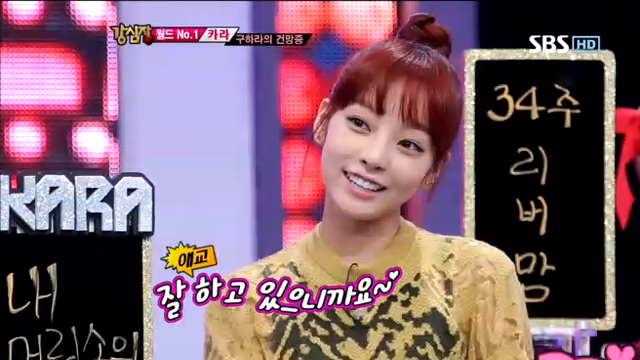 강심장
월드 No.1
카라
구하라의 건망증
SBS HD
34주
리
버
맘
KARA
내
머릿속의
애교
잘 하고 있으니까요~